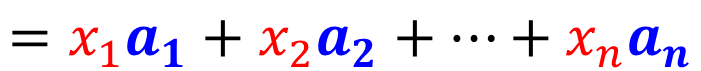 = x₁a₁ + x₂a₂ + ⋯ + xₙaₙ